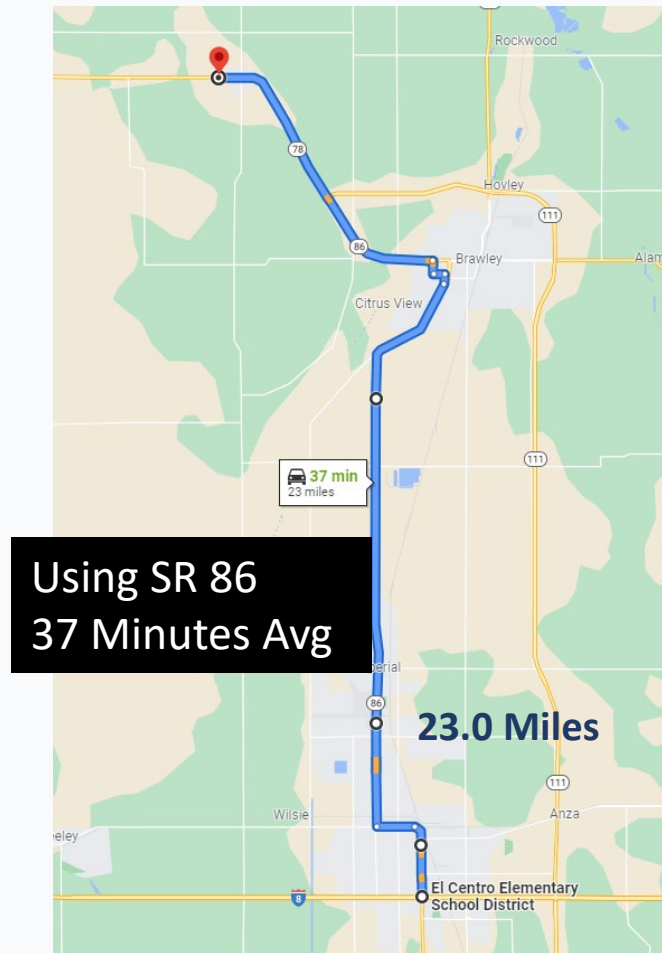 Rockwood
78
Hovley
111
86
Brawley
Alam
Citrus View
111
37 min
23 miles
Using SR 86
37 Minutes Avg
perial
86
23.0 Miles
111
Wilsie
Anza
eeley
El Centro Elementary
School District
8